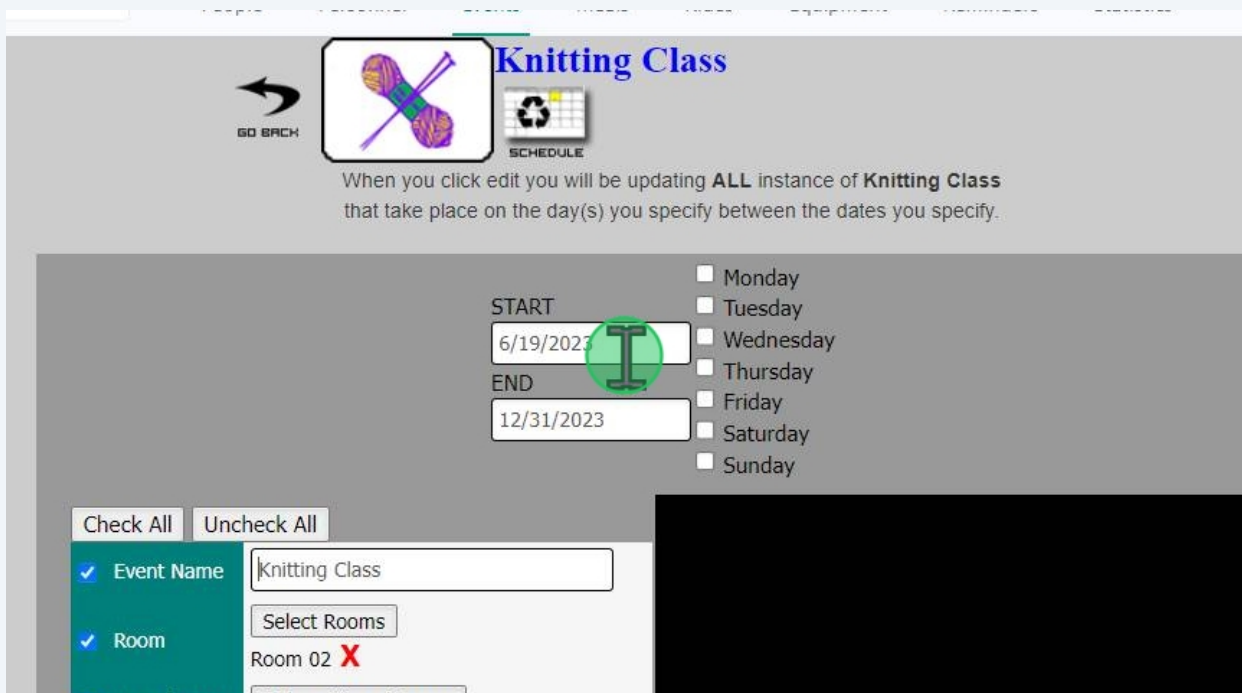 Knitting Class
GO BACK
SCHEDULE
When you click edit you will be updating ALL instance of Knitting Class
that take place on the day(s) you specify between the dates you specify.
START
6/19/2023
END
12/31/2023
Monday
Tuesday
Wednesday
Thursday
Friday
Saturday
Sunday
Check All Uncheck All
Event Name Knitting Class
Room Select Rooms
Room 02 X